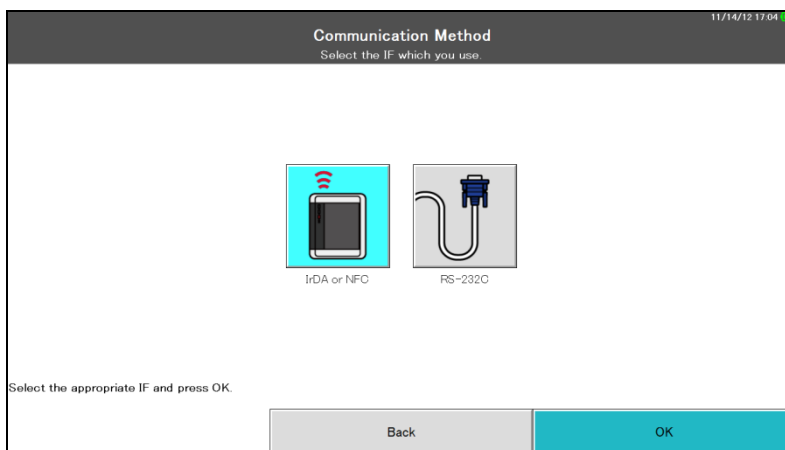 11/14/12 17:04
Communication Method
Select the IF which you use.
IrDA or NFC
RS-232C
Select the appropriate IF and press OK.
Back
OK